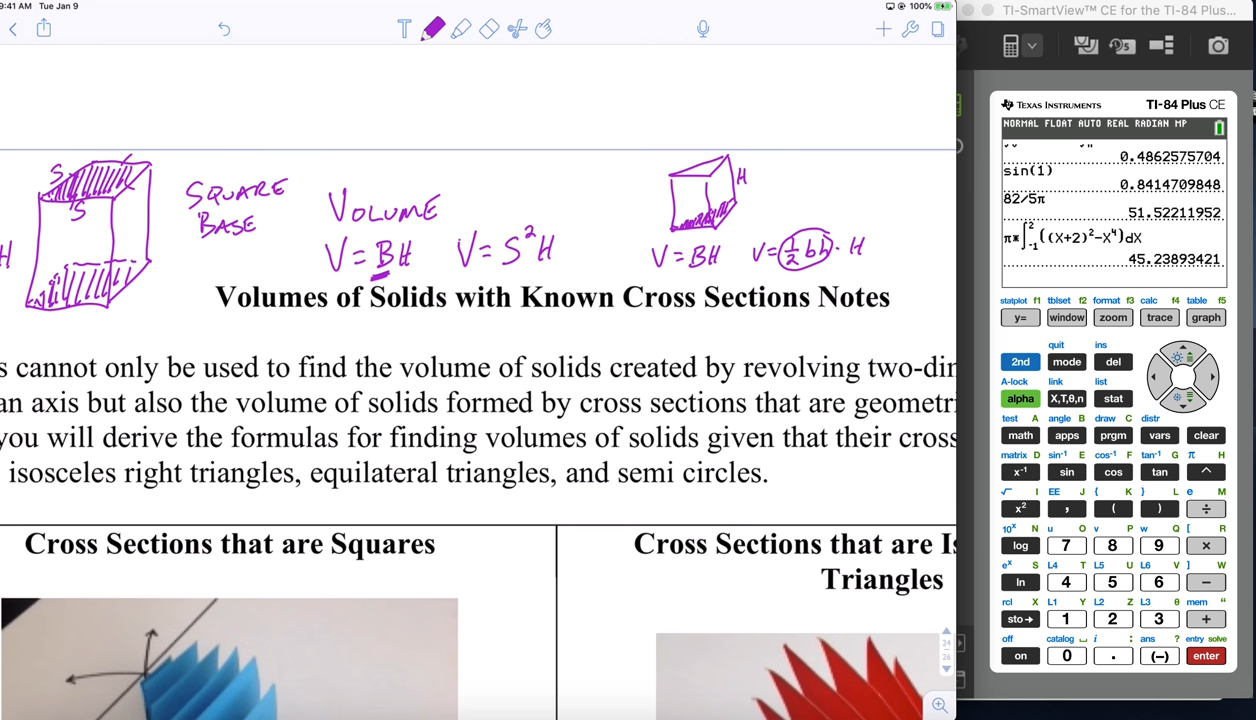 9:41 AM Tue Jan 9
100%
S
S
H
SQUARE
BASE
VOLUME
V = BH
V = S²H
H
V = BH
V = ½bh · H
Volumes of Solids with Known Cross Sections Notes
s cannot only be used to find the volume of solids created by revolving two-dim
an axis but also the volume of solids formed by cross sections that are geometri
you will derive the formulas for finding volumes of solids given that their cross
isosceles right triangles, equilateral triangles, and semi circles.
Cross Sections that are Squares
Cross Sections that are Is
Triangles
24
26
TI-SmartView™ CE for the TI-84 Plus...
TEXAS INSTRUMENTS
TI-84 Plus CE
NORMAL FLOAT AUTO REAL RADIAN MP
0.4862575704
sin(1)
0.8414709848
82/5π
51.52211952
π*∫₋₁²((X+2)²-X⁴)dX
45.23893421
statplot f1 tblset f2 format f3 calc f4 table f5
y= window zoom trace graph
quit ins
2nd mode del
A-lock link list
alpha X,T,θ,n stat
test A angle B draw C distr
math apps prgm vars clear
matrix D sin⁻¹ E cos⁻¹ F tan⁻¹ G π H
x⁻¹ sin cos tan ^
√ I EE J { K } L e M
x² , ( ) ÷
10ˣ N u O v P w Q [ R
log 7 8 9 ×
eˣ S L4 T L5 U L6 V ] W
ln 4 5 6 −
rcl X L1 Y L2 Z L3 θ mem “
sto→ 1 2 3 +
off catalog ⎵ i : ans ? entry solve
on 0 . (−) enter